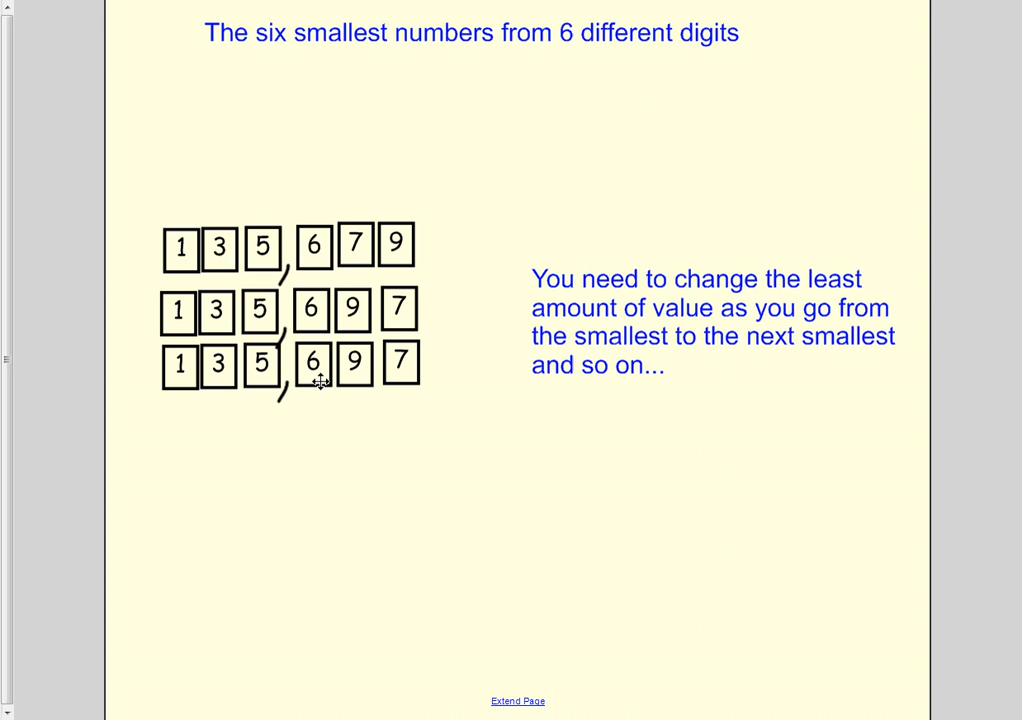 The six smallest numbers from 6 different digits
1 3 5 , 6 7 9
1 3 5 , 6 9 7
1 3 5 , 6 9 7
You need to change the least
amount of value as you go from
the smallest to the next smallest
and so on...
Extend Page